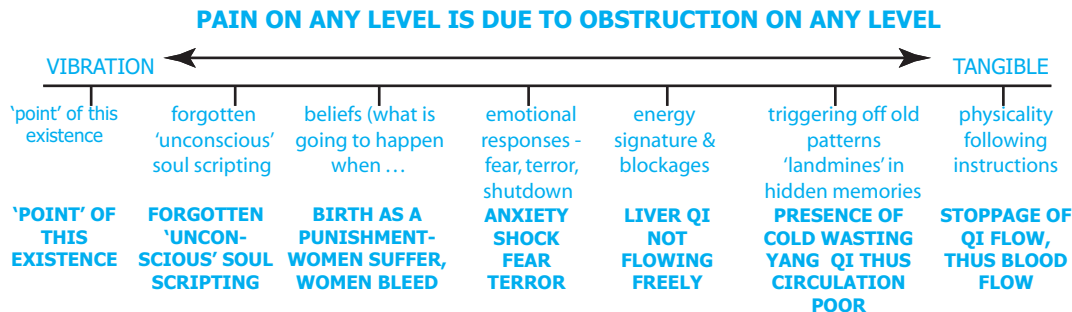 PAIN ON ANY LEVEL IS DUE TO OBSTRUCTION ON ANY LEVEL
VIBRATION
TANGIBLE
‘point’ of this
existence
forgotten
‘unconscious’
soul scripting
beliefs (what is
going to happen
when …
emotional
responses -
fear, terror,
shutdown
energy
signature &
blockages
triggering off old
patterns
‘landmines’ in
hidden memories
physicality
following
instructions
‘POINT’ OF
THIS
EXISTENCE
FORGOTTEN
‘UNCON-
SCIOUS’ SOUL
SCRIPTING
BIRTH AS A
PUNISHMENT-
WOMEN SUFFER,
WOMEN BLEED
ANXIETY
SHOCK
FEAR
TERROR
LIVER QI
NOT
FLOWING
FREELY
PRESENCE OF
COLD WASTING
YANG QI THUS
CIRCULATION
POOR
STOPPAGE OF
QI FLOW,
THUS BLOOD
FLOW